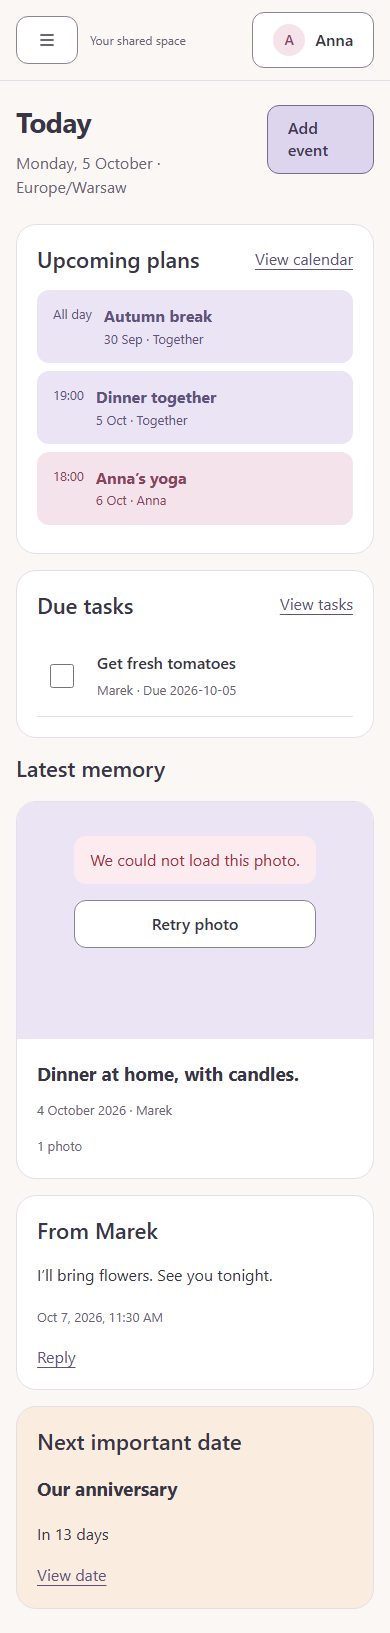 Your shared space
A Anna
Today
Monday, 5 October ·
Europe/Warsaw
Add
event
Upcoming plans
View calendar
All day Autumn break
30 Sep · Together
19:00 Dinner together
5 Oct · Together
18:00 Anna’s yoga
6 Oct · Anna
Due tasks
View tasks
Get fresh tomatoes
Marek · Due 2026-10-05
Latest memory
We could not load this photo.
Retry photo
Dinner at home, with candles.
4 October 2026 · Marek
1 photo
From Marek
I’ll bring flowers. See you tonight.
Oct 7, 2026, 11:30 AM
Reply
Next important date
Our anniversary
In 13 days
View date